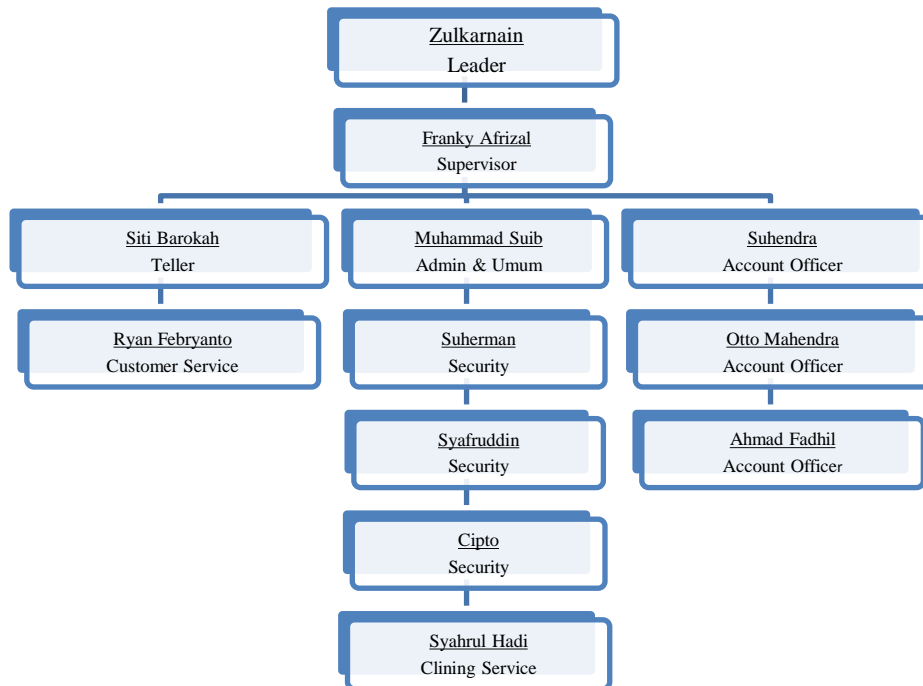 Zulkarnain
Leader
Franky Afrizal
Supervisor
Siti Barokah
Teller
Muhammad Suib
Admin & Umum
Suhendra
Account Officer
Ryan Febryanto
Customer Service
Suherman
Security
Otto Mahendra
Account Officer
Syafruddin
Security
Ahmad Fadhil
Account Officer
Cipto
Security
Syahrul Hadi
Clining Service